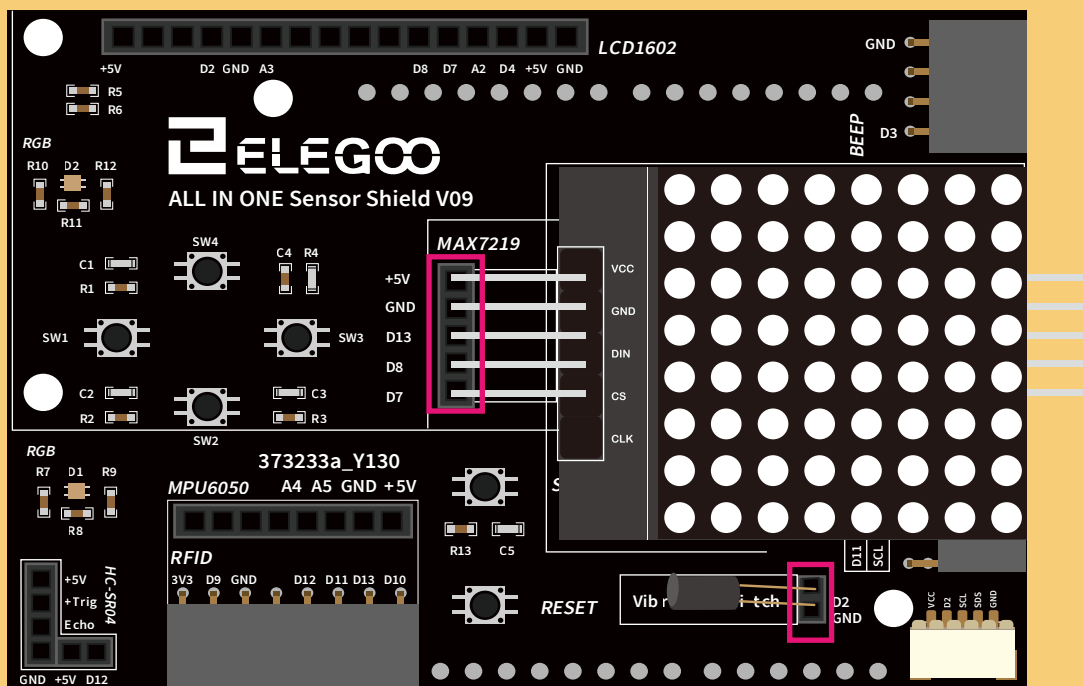 LCD1602
+5V D2 GND A3 D8 D7 A2 D4 +5V GND
GND
D3
BEEP
R5
R6
RGB
R10 D2 R12
R11
ELEGOO
ALL IN ONE Sensor Shield V09
SW4
C1
R1
C4 R4
SW1
SW3
C2
R2
C3
R3
SW2
MAX7219
+5V
GND
D13
D8
D7
VCC
GND
DIN
CS
CLK
RGB
R7 D1 R9
R8
373233a_Y130
MPU6050 A4 A5 GND +5V
RFID
3V3 D9 GND D12 D11 D13 D10
S
R13 C5
RESET
HC-SR04
+5V
+Trig
Echo
GND +5V D12
Vibr itch
D2
GND
D11
SCL
VCC
D2
SCL
SDS
GND